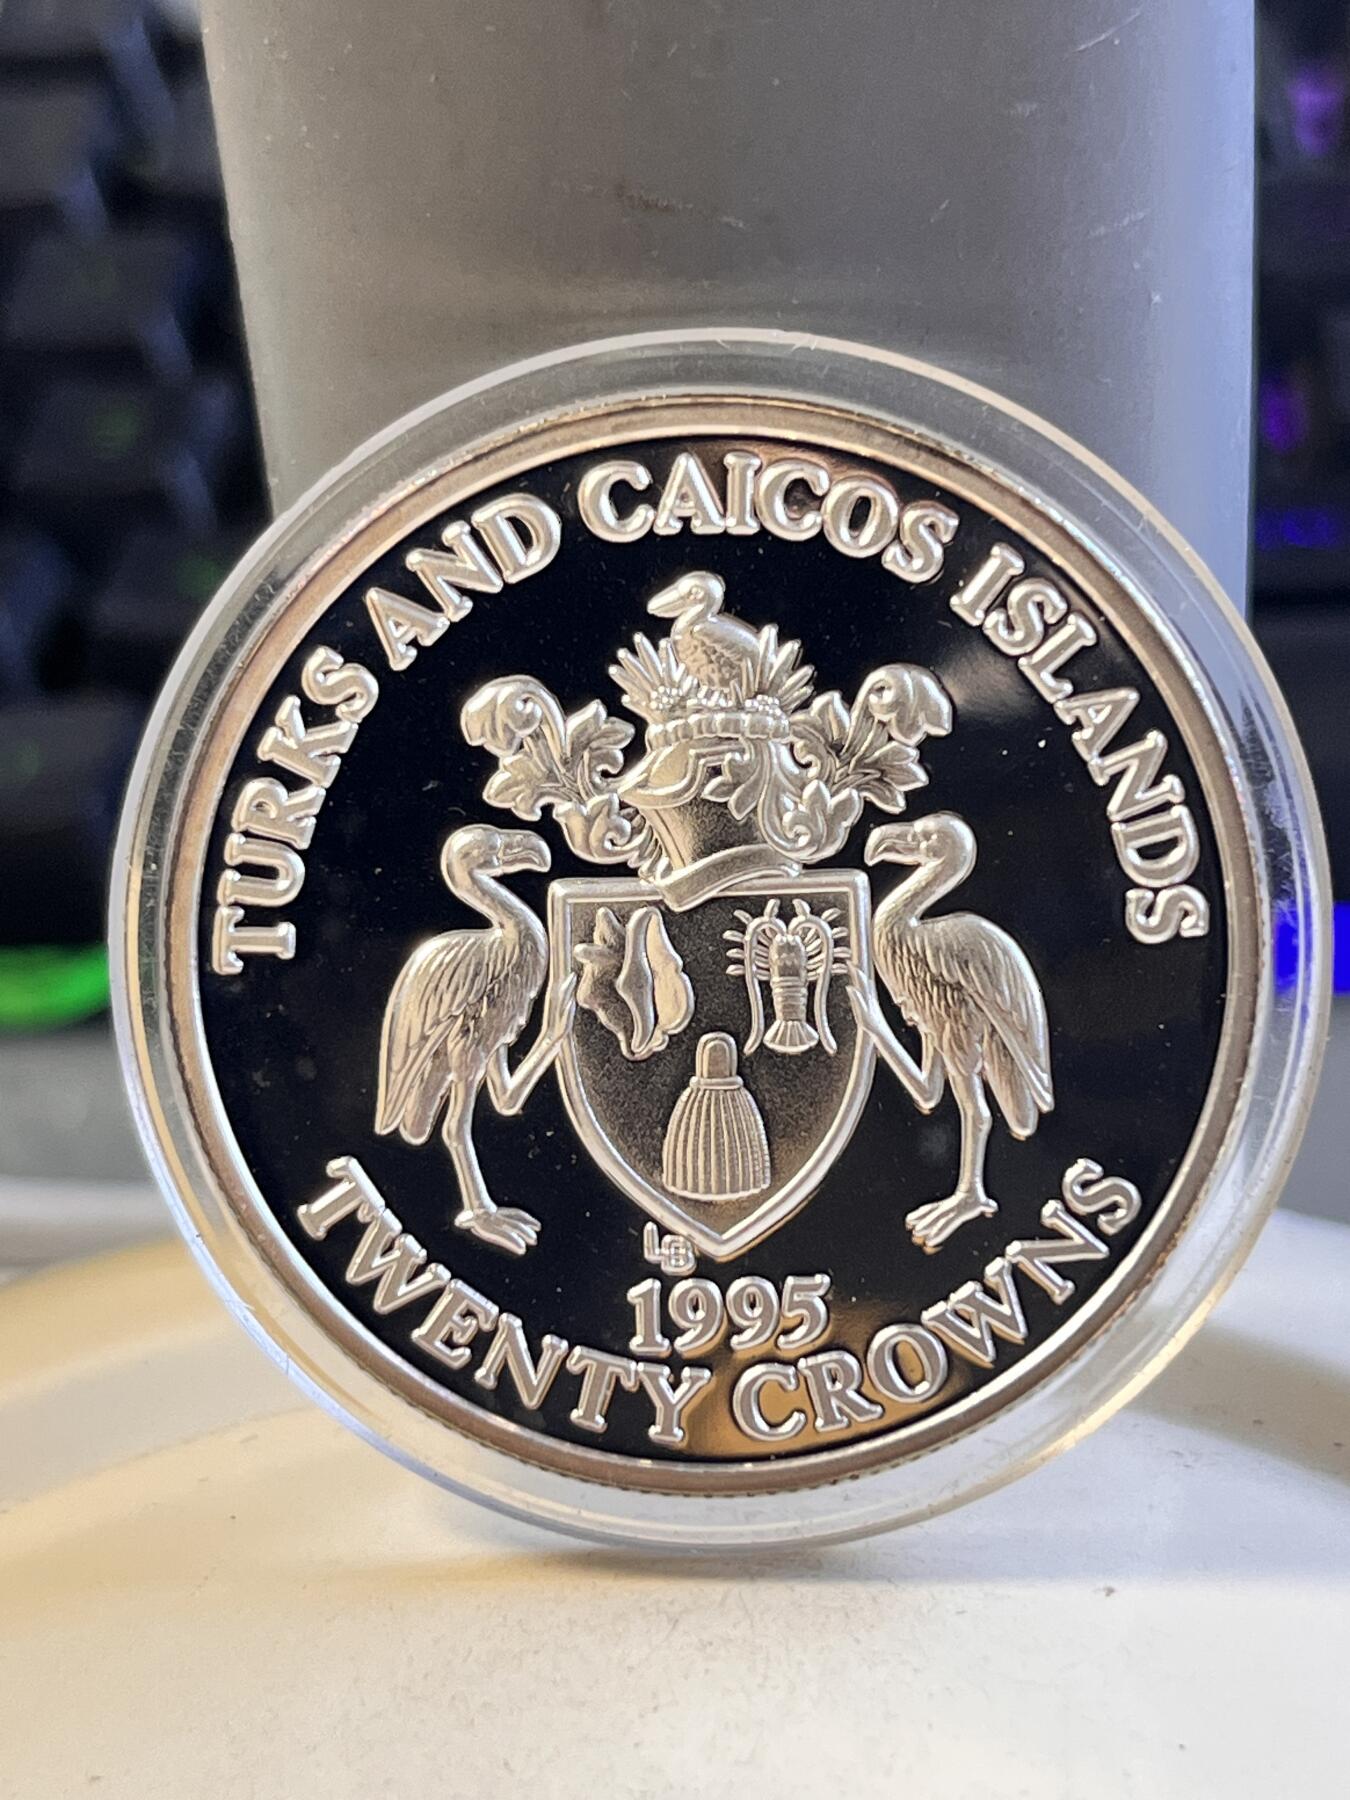 TURKS AND CAICOS ISLANDS
LB
1995
TWENTY CROWNS